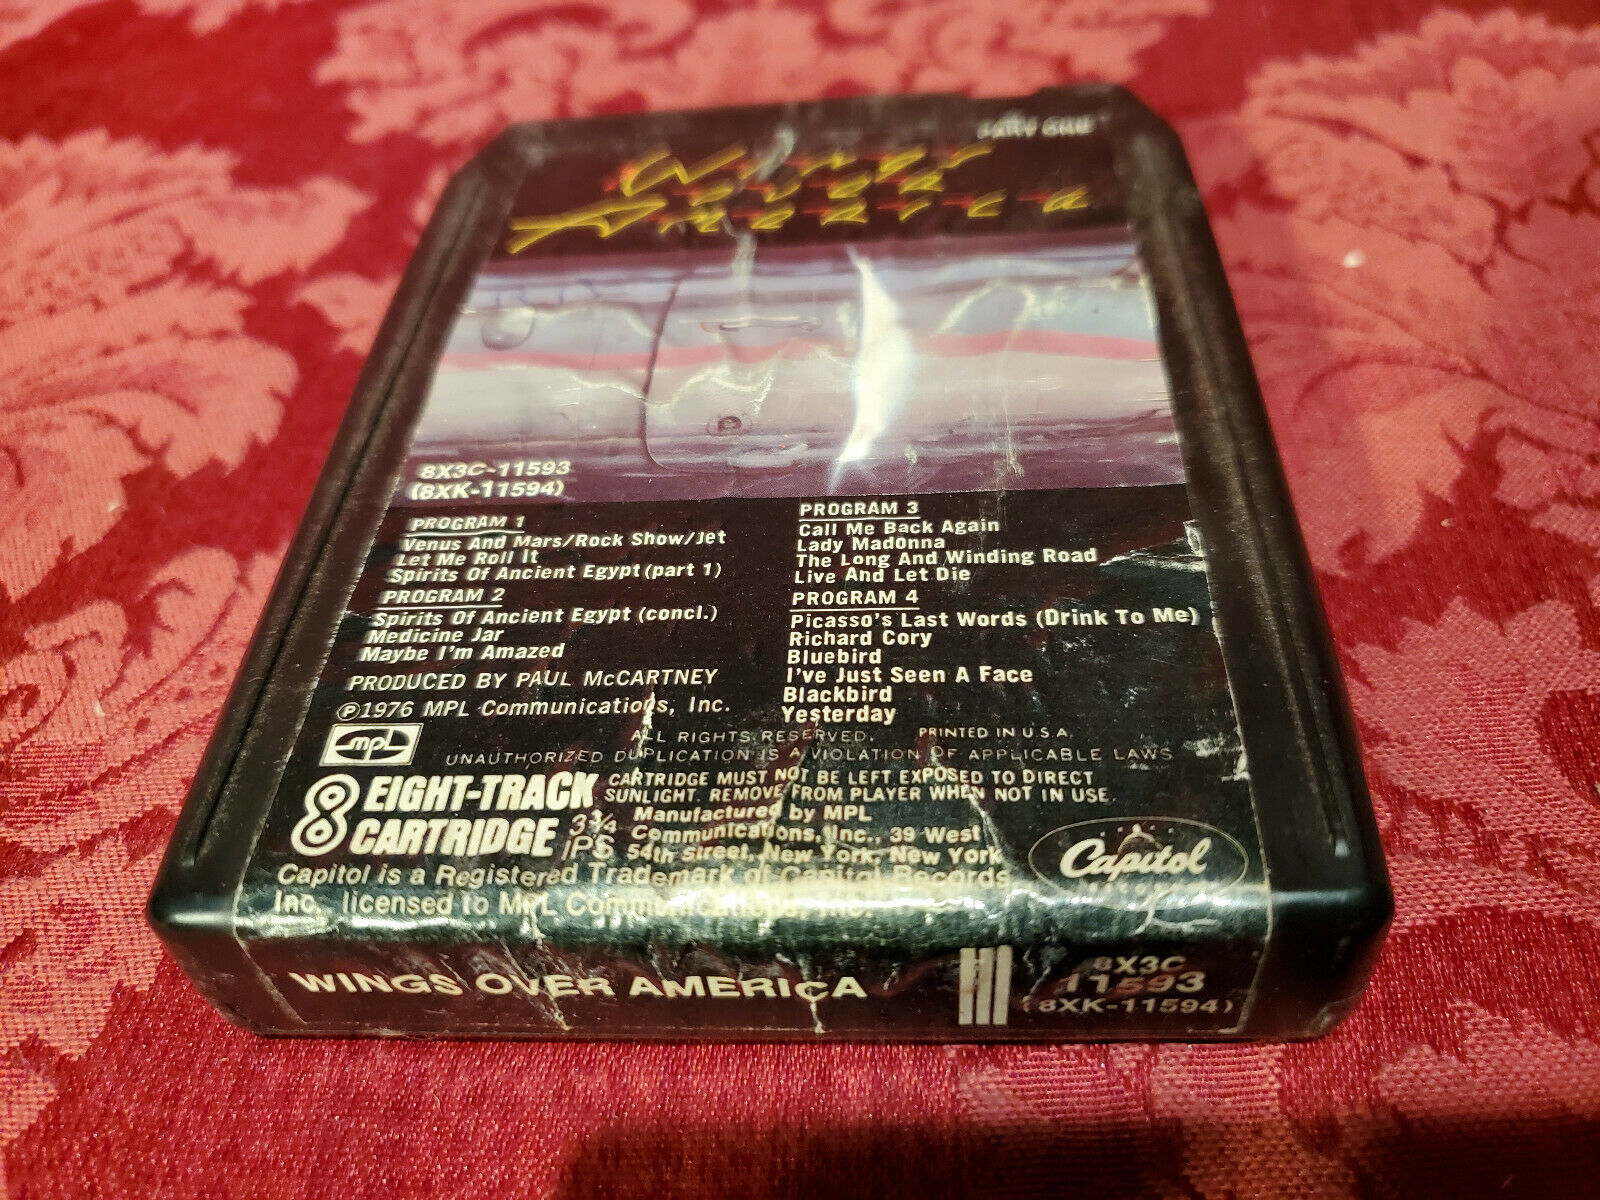 PART ONE
Wings
over
America
8X3C-11593
(8XK-11594)
PROGRAM 1
Venus And Mars/Rock Show/Jet
Let Me Roll It
Spirits Of Ancient Egypt (part 1)
PROGRAM 2
Spirits Of Ancient Egypt (concl.)
Medicine Jar
Maybe I'm Amazed
PRODUCED BY PAUL McCARTNEY
℗1976 MPL Communications, Inc.
PROGRAM 3
Call Me Back Again
Lady Madonna
The Long And Winding Road
Live And Let Die
PROGRAM 4
Picasso's Last Words (Drink To Me)
Richard Cory
Bluebird
I've Just Seen A Face
Blackbird
Yesterday
ALL RIGHTS RESERVED. PRINTED IN U.S.A.
mpl
UNAUTHORIZED DUPLICATION IS A VIOLATION OF APPLICABLE LAWS
8 EIGHT-TRACK
CARTRIDGE 3¾ IPS
CARTRIDGE MUST NOT BE LEFT EXPOSED TO DIRECT
SUNLIGHT. REMOVE FROM PLAYER WHEN NOT IN USE.
Manufactured by MPL
Communications, Inc., 39 West
54th Street, New York, New York
Capitol is a Registered Trademark of Capitol Records
Inc., licensed to MPL Communications, Inc.
Capitol
WINGS OVER AMERICA
8X3C
11593
(8XK-11594)